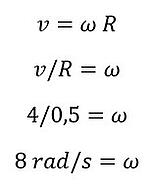 v = ω R
v/R = ω
4/0,5 = ω
8 rad/s = ω